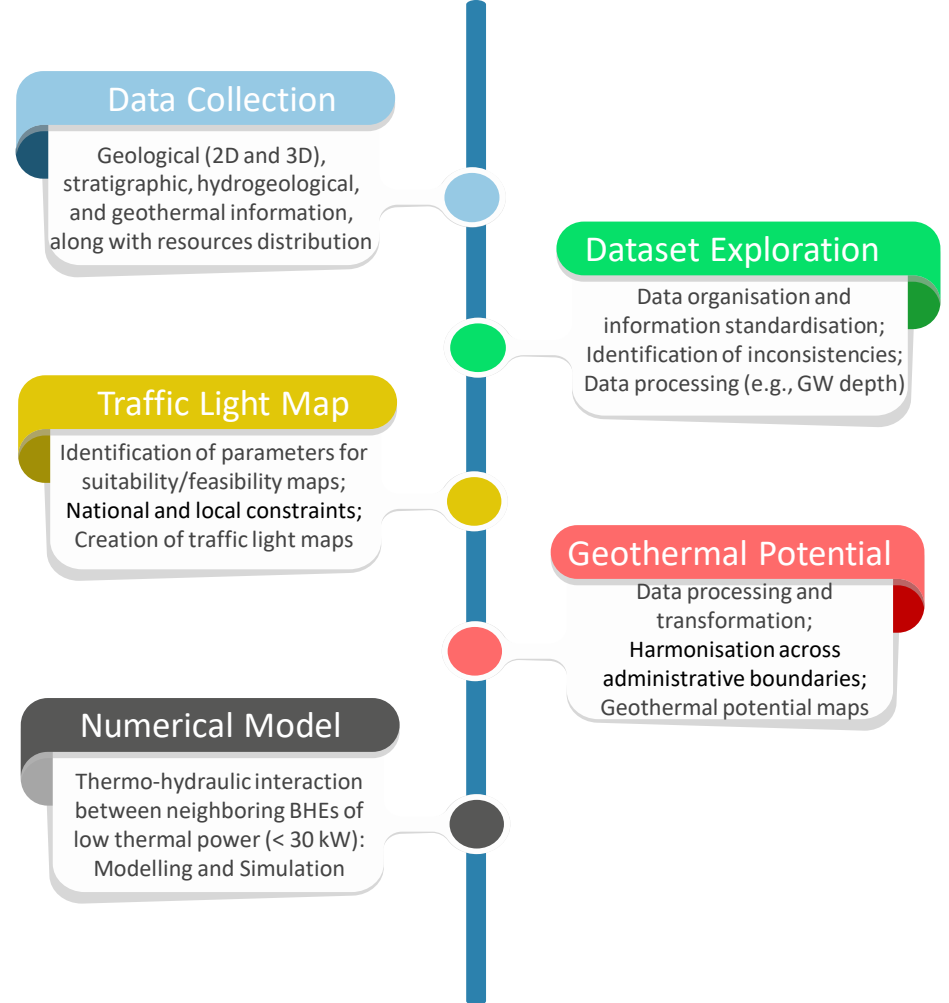 Data Collection
Geological (2D and 3D),
stratigraphic, hydrogeological,
and geothermal information,
along with resources distribution
Dataset Exploration
Data organisation and
information standardisation;
Identification of inconsistencies;
Data processing (e.g., GW depth)
Traffic Light Map
Identification of parameters for
suitability/feasibility maps;
National and local constraints;
Creation of traffic light maps
Geothermal Potential
Data processing and
transformation;
Harmonisation across
administrative boundaries;
Geothermal potential maps
Numerical Model
Thermo-hydraulic interaction
between neighboring BHEs of
low thermal power (< 30 kW):
Modelling and Simulation